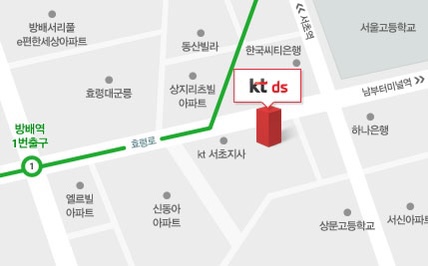 방배서리풀
e편한세상아파트
동산빌라
한국씨티은행
서초역
서울고등학교
효령대군릉
상지리츠빌
아파트
kt ds
남부터미널역
방배역
1번출구
1
효령로
kt 서초지사
하나은행
엘르빌
아파트
신동아
아파트
상문고등학교
서신아파트